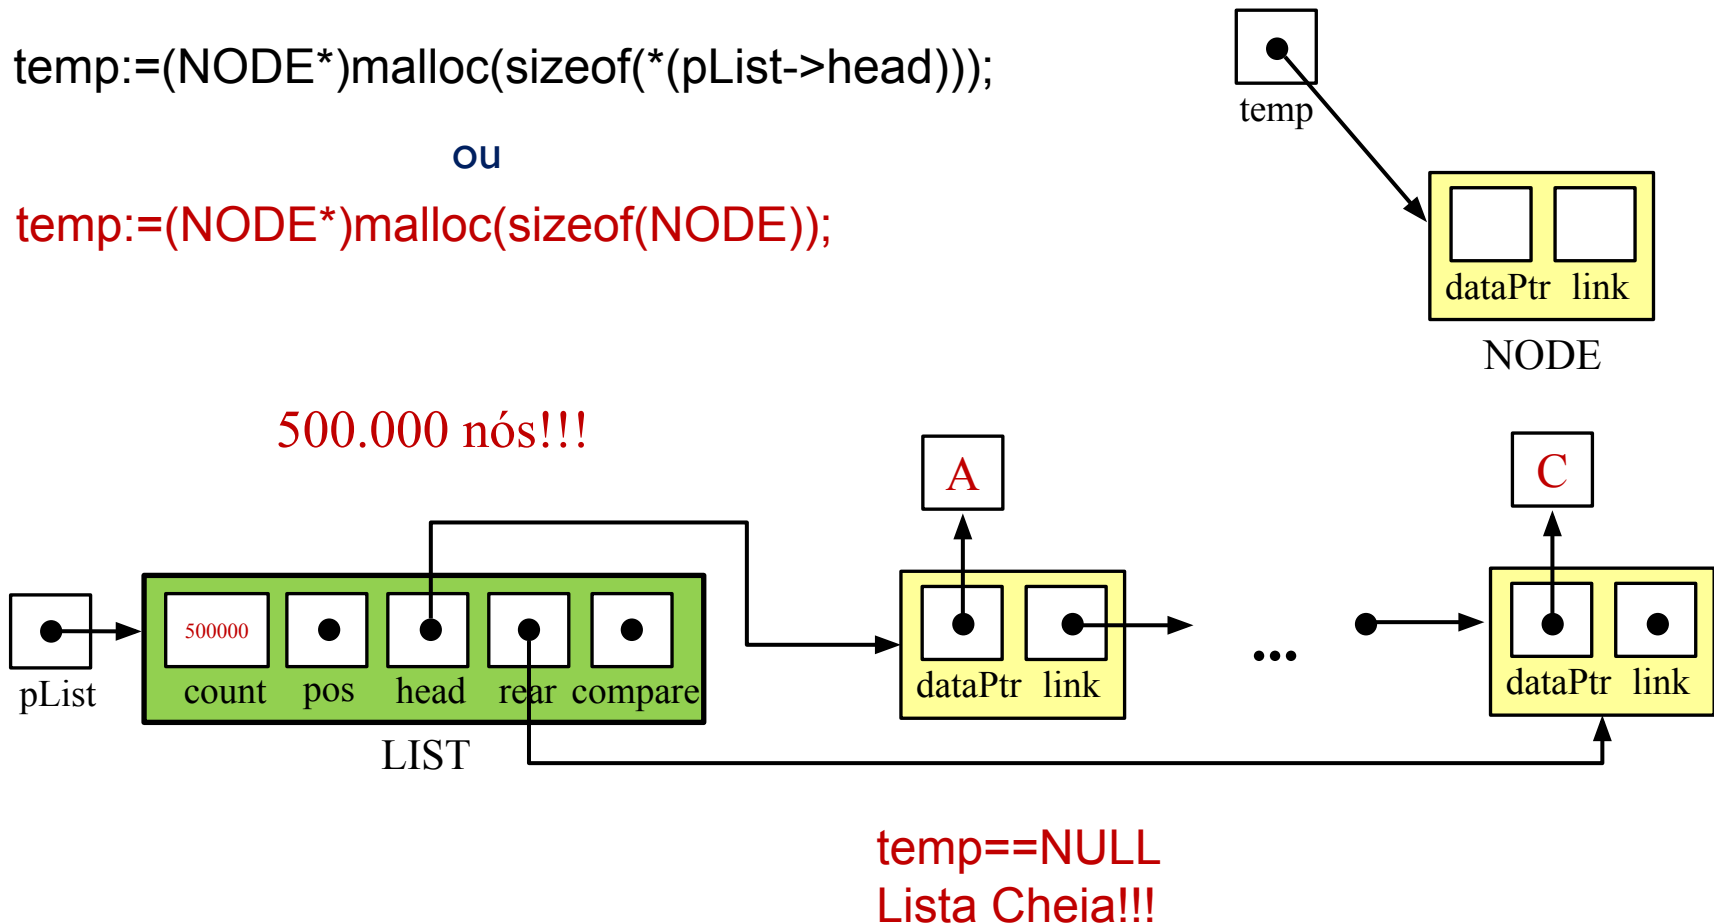 temp:=(NODE*)malloc(sizeof(*(pList->head)));
temp
ou
temp:=(NODE*)malloc(sizeof(NODE));
dataPtr link
NODE
500.000 nós!!!
A
C
500000
pList
count pos head rear compare
dataPtr link
...
dataPtr link
LIST
temp==NULL
Lista Cheia!!!